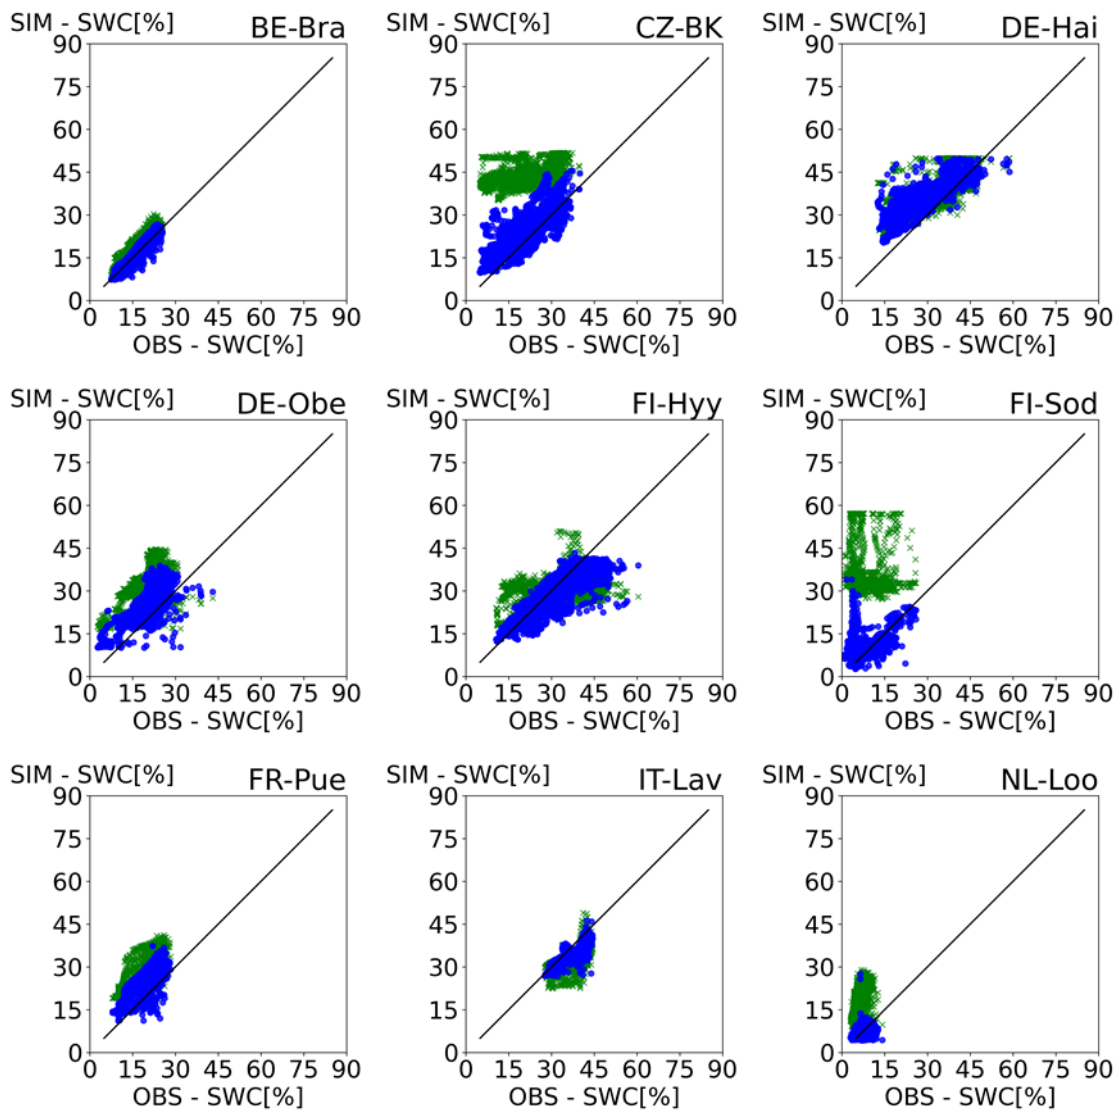 SIM - SWC[%] BE-Bra
90
75
60
45
30
15
0
0 15 30 45 60 75 90
OBS - SWC[%]
SIM - SWC[%] CZ-BK
90
75
60
45
30
15
0
0 15 30 45 60 75 90
OBS - SWC[%]
SIM - SWC[%] DE-Hai
90
75
60
45
30
15
0
0 15 30 45 60 75 90
OBS - SWC[%]
SIM - SWC[%] DE-Obe
90
75
60
45
30
15
0
0 15 30 45 60 75 90
OBS - SWC[%]
SIM - SWC[%] FI-Hyy
90
75
60
45
30
15
0
0 15 30 45 60 75 90
OBS - SWC[%]
SIM - SWC[%] FI-Sod
90
75
60
45
30
15
0
0 15 30 45 60 75 90
OBS - SWC[%]
SIM - SWC[%] FR-Pue
90
75
60
45
30
15
0
0 15 30 45 60 75 90
OBS - SWC[%]
SIM - SWC[%] IT-Lav
90
75
60
45
30
15
0
0 15 30 45 60 75 90
OBS - SWC[%]
SIM - SWC[%] NL-Loo
90
75
60
45
30
15
0
0 15 30 45 60 75 90
OBS - SWC[%]